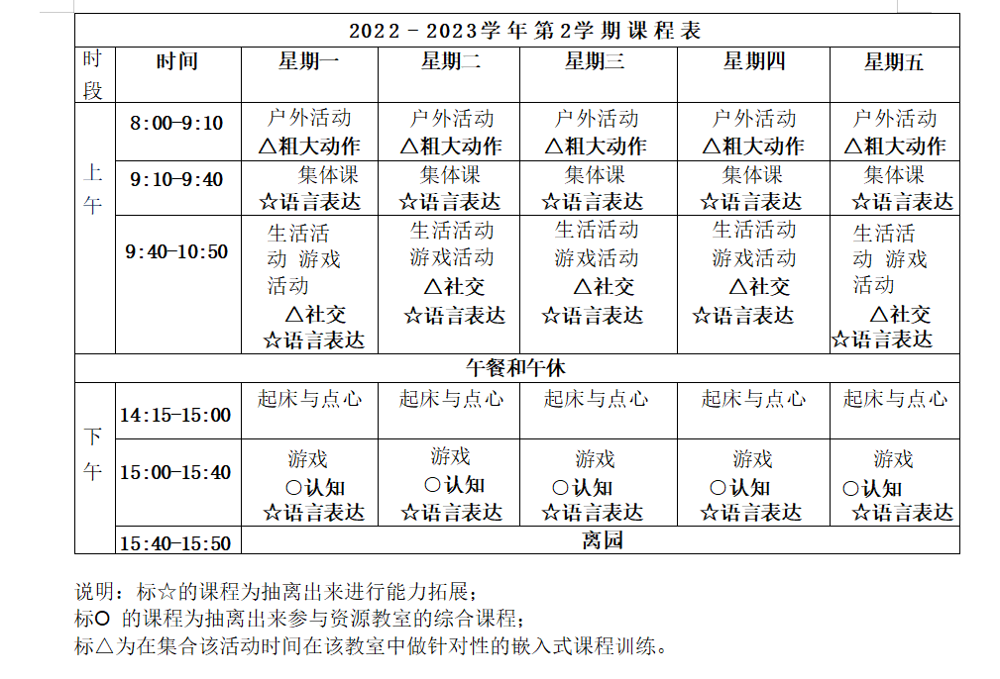 2022-2023学年第2学期课程表
时段 时间 星期一 星期二 星期三 星期四 星期五
上午
8:00-9:10 户外活动 户外活动 户外活动 户外活动 户外活动
△粗大动作 △粗大动作 △粗大动作 △粗大动作 △粗大动作
9:10-9:40 集体课 集体课 集体课 集体课 集体课
☆语言表达 ☆语言表达 ☆语言表达 ☆语言表达 ☆语言表达
9:40-10:50 生活活 生活活动 生活活动 生活活动 生活活
动 游戏 游戏活动 游戏活动 游戏活动 动 游戏
活动 △社交 △社交 △社交 活动
△社交 ☆语言表达 ☆语言表达 ☆语言表达 △社交
☆语言表达 ☆语言表达
午餐和午休
下午
14:15-15:00 起床与点心 起床与点心 起床与点心 起床与点心 起床与点心
15:00-15:40 游戏 游戏 游戏 游戏 游戏
○认知 ○认知 ○认知 ○认知 ○认知
☆语言表达 ☆语言表达 ☆语言表达 ☆语言表达 ☆语言表达
15:40-15:50 离园
说明：标☆的课程为抽离出来进行能力拓展；
标O 的课程为抽离出来参与资源教室的综合课程；
标△为在集合该活动时间在该教室中做针对性的嵌入式课程训练。